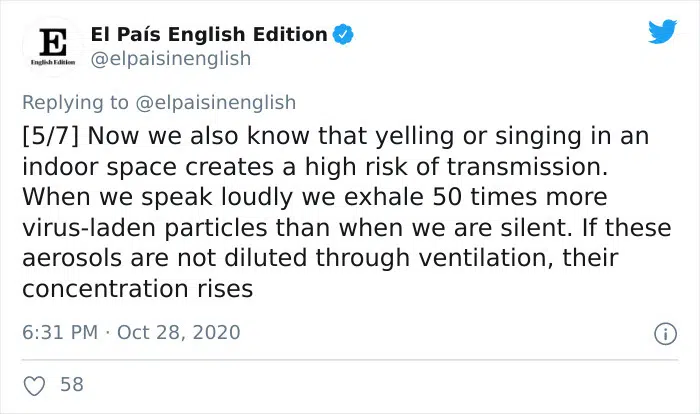 El País English Edition
E
English Edition
@elpaisinenglish
Replying to @elpaisinenglish
[5/7] Now we also know that yelling or singing in an
indoor space creates a high risk of transmission.
When we speak loudly we exhale 50 times more
virus-laden particles than when we are silent. If these
aerosols are not diluted through ventilation, their
concentration rises
6:31 PM · Oct 28, 2020
58